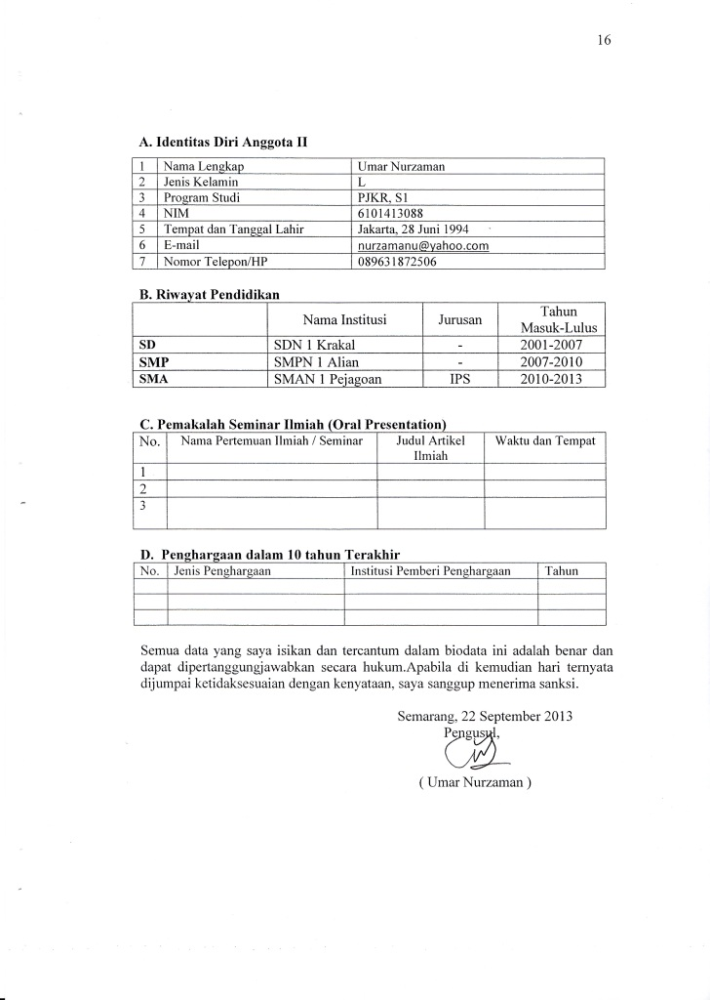 16
A. Identitas Diri Anggota II
1 Nama Lengkap Umar Nurzaman
2 Jenis Kelamin L
3 Program Studi PJKR, S1
4 NIM 6101413088
5 Tempat dan Tanggal Lahir Jakarta, 28 Juni 1994
6 E-mail nurzamanu@yahoo.com
7 Nomor Telepon/HP 089631872506
B. Riwayat Pendidikan
Nama Institusi Jurusan Tahun
Masuk-Lulus
SD SDN 1 Krakal - 2001-2007
SMP SMPN 1 Alian - 2007-2010
SMA SMAN 1 Pejagoan IPS 2010-2013
C. Pemakalah Seminar Ilmiah (Oral Presentation)
No. Nama Pertemuan Ilmiah / Seminar Judul Artikel Waktu dan Tempat
Ilmiah
1
2
3
D. Penghargaan dalam 10 tahun Terakhir
No. Jenis Penghargaan Institusi Pemberi Penghargaan Tahun
Semua data yang saya isikan dan tercantum dalam biodata ini adalah benar dan
dapat dipertanggungjawabkan secara hukum.Apabila di kemudian hari ternyata
dijumpai ketidaksesuaian dengan kenyataan, saya sanggup menerima sanksi.
Semarang, 22 September 2013
Pengusul,
( Umar Nurzaman )